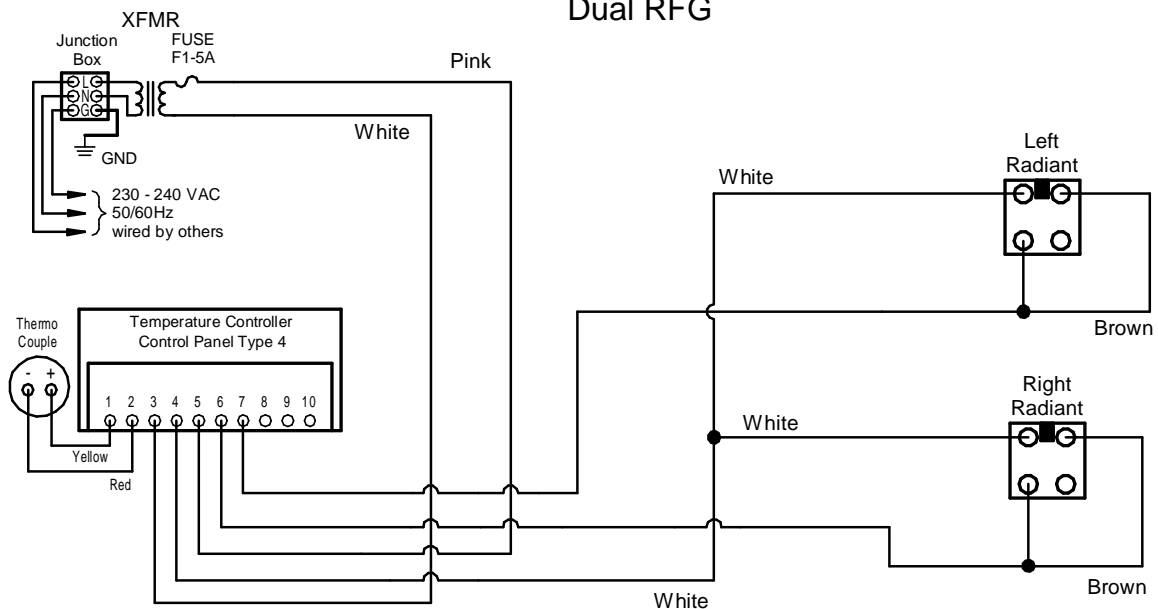 Dual RFG
XFMR
Junction
Box
FUSE
F1-5A
Pink
L
N
G
White
GND
230 - 240 VAC
50/60Hz
wired by others
Left
Radiant
White
Brown
Thermo
Couple
- +
Temperature Controller
Control Panel Type 4
1 2 3 4 5 6 7 8 9 10
Yellow
Red
Right
Radiant
White
Brown
White